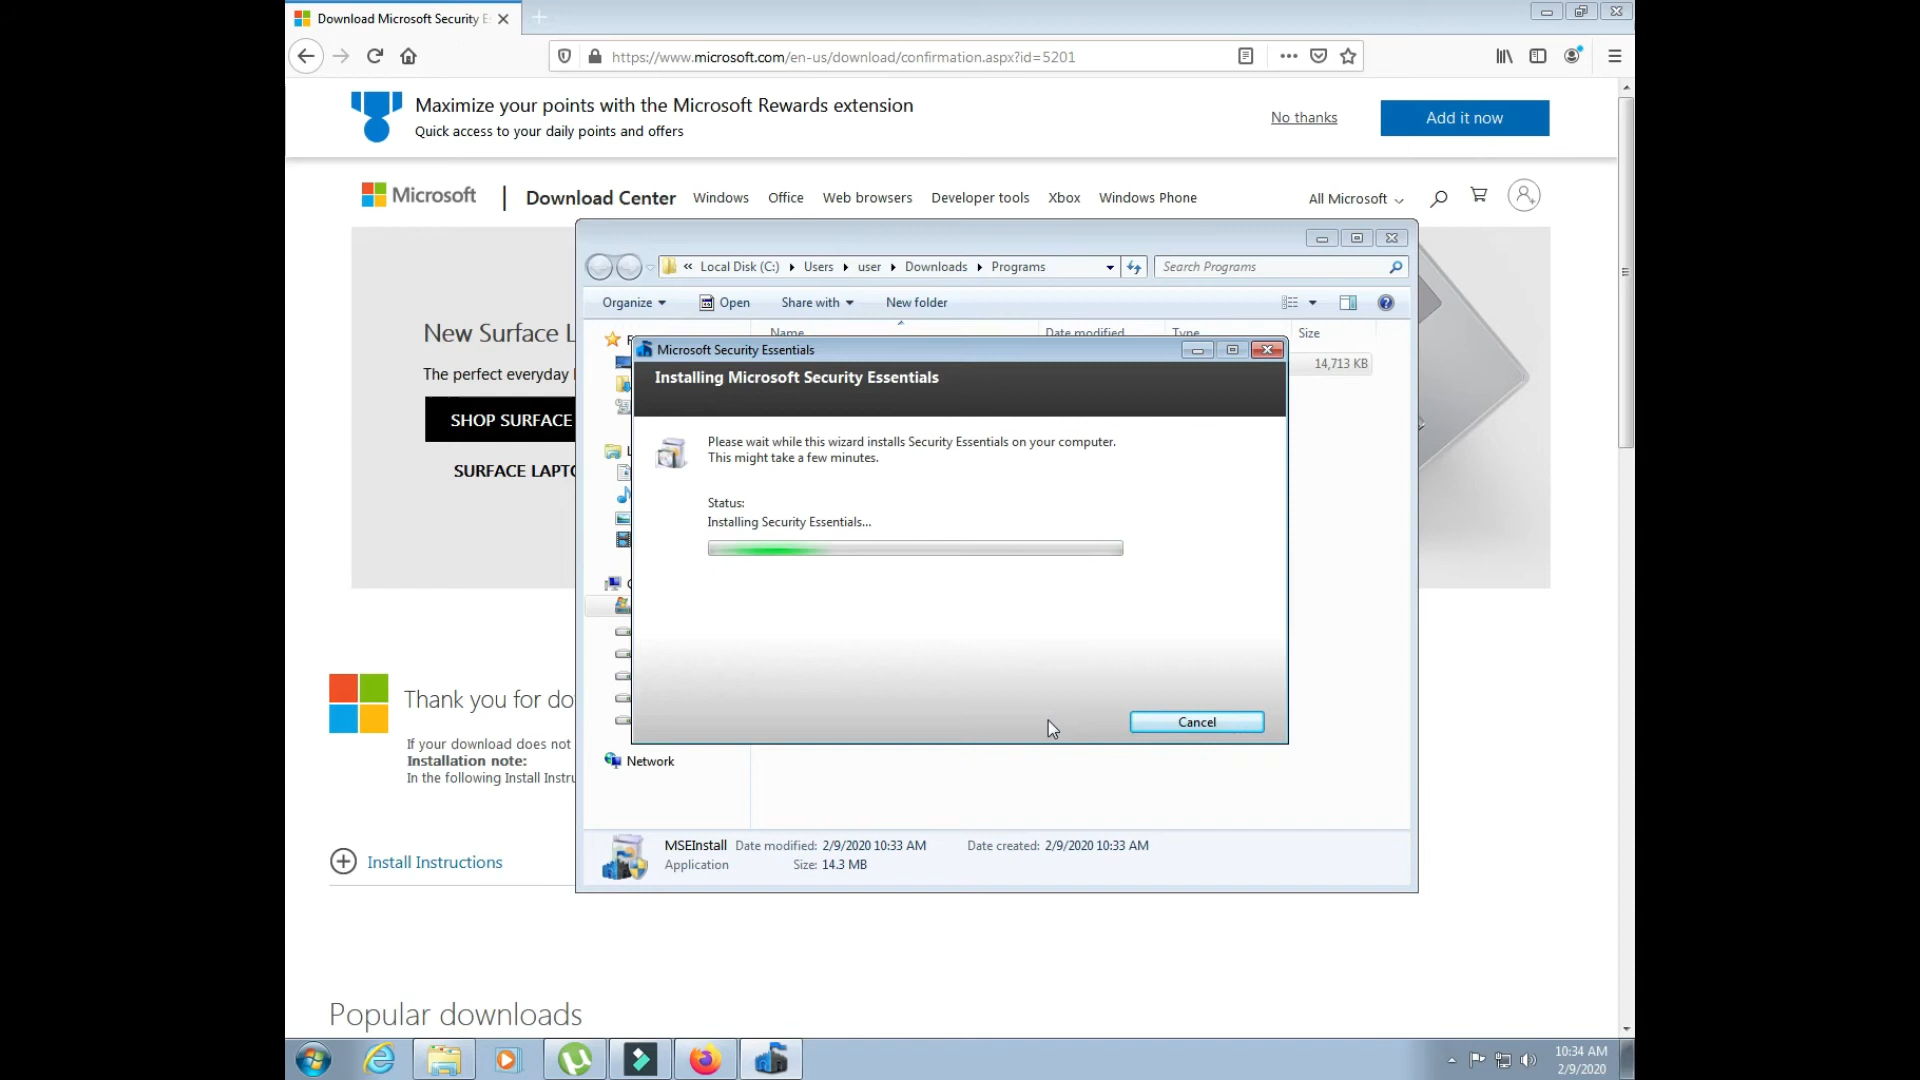 Download Microsoft Security E
https://www.microsoft.com/en-us/download/confirmation.aspx?id=5201
Maximize your points with the Microsoft Rewards extension
Quick access to your daily points and offers
No thanks
Add it now
Microsoft
Download Center
Windows
Office
Web browsers
Developer tools
Xbox
Windows Phone
All Microsoft
New Surface L
The perfect everyday
SHOP SURFACE
SURFACE LAPTO
« Local Disk (C:) Users user Downloads Programs
Search Programs
Organize
Open
Share with
New folder
Name
Date modified
Type
Size
14,713 KB
Microsoft Security Essentials
Installing Microsoft Security Essentials
Please wait while this wizard installs Security Essentials on your computer.
This might take a few minutes.
Status:
Installing Security Essentials...
Cancel
Network
MSEInstall Date modified: 2/9/2020 10:33 AM Date created: 2/9/2020 10:33 AM
Application Size: 14.3 MB
Thank you for do
If your download does not
Installation note:
In the following Install Instru
Install Instructions
Popular downloads
10:34 AM
2/9/2020